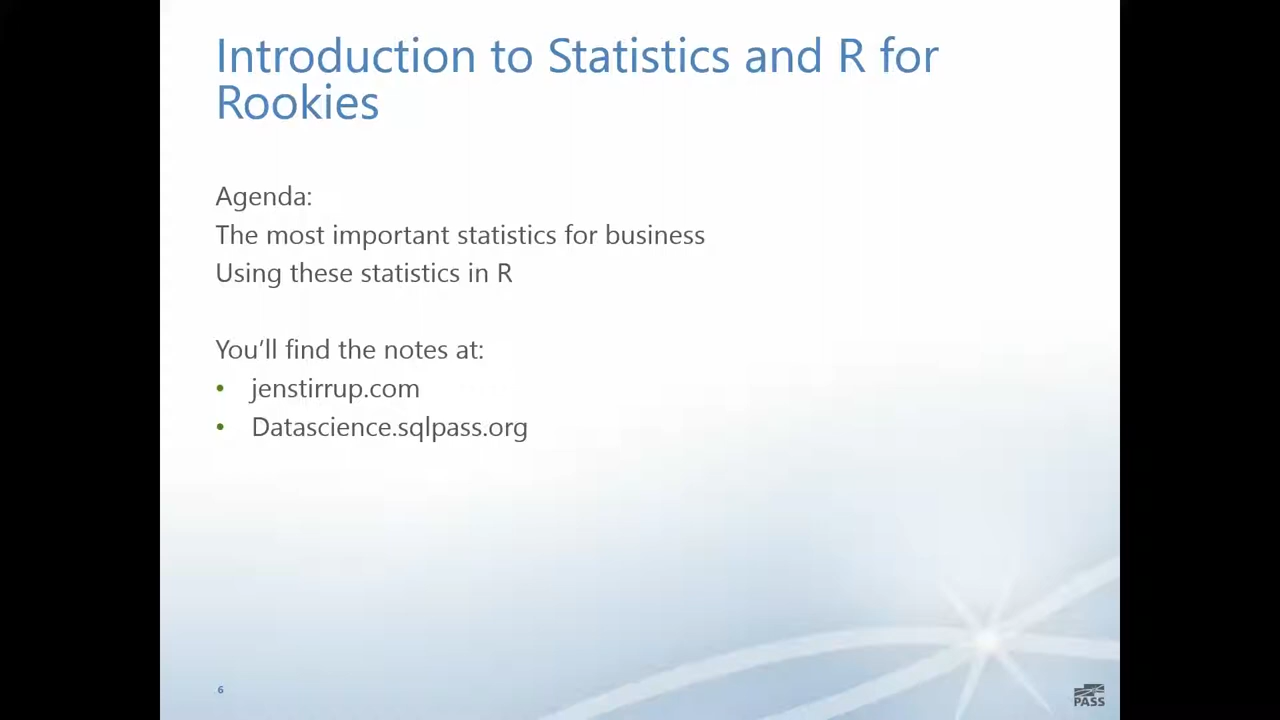 Introduction to Statistics and R for
Rookies
Agenda:
The most important statistics for business
Using these statistics in R
You’ll find the notes at:
• jenstirrup.com
• Datascience.sqlpass.org
6
PASS